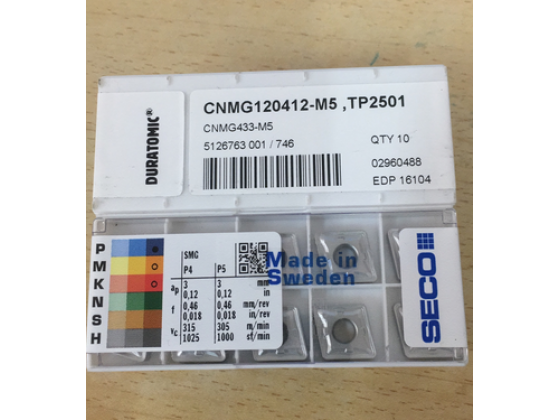 DURATOMIC®
CNMG120412-M5 ,TP2501
CNMG433-M5
5126763 001 / 746
QTY 10
02960488
EDP 16104
P
M
K
N
S
H
SMG
P4 P5
ap 3 3 mm
0,12 0,12 in
f 0,46 0,46 mm/rev
0,018 0,018 in/rev
vc 315 305 m/min
1025 1000 sf/min
Made in
Sweden
SECO